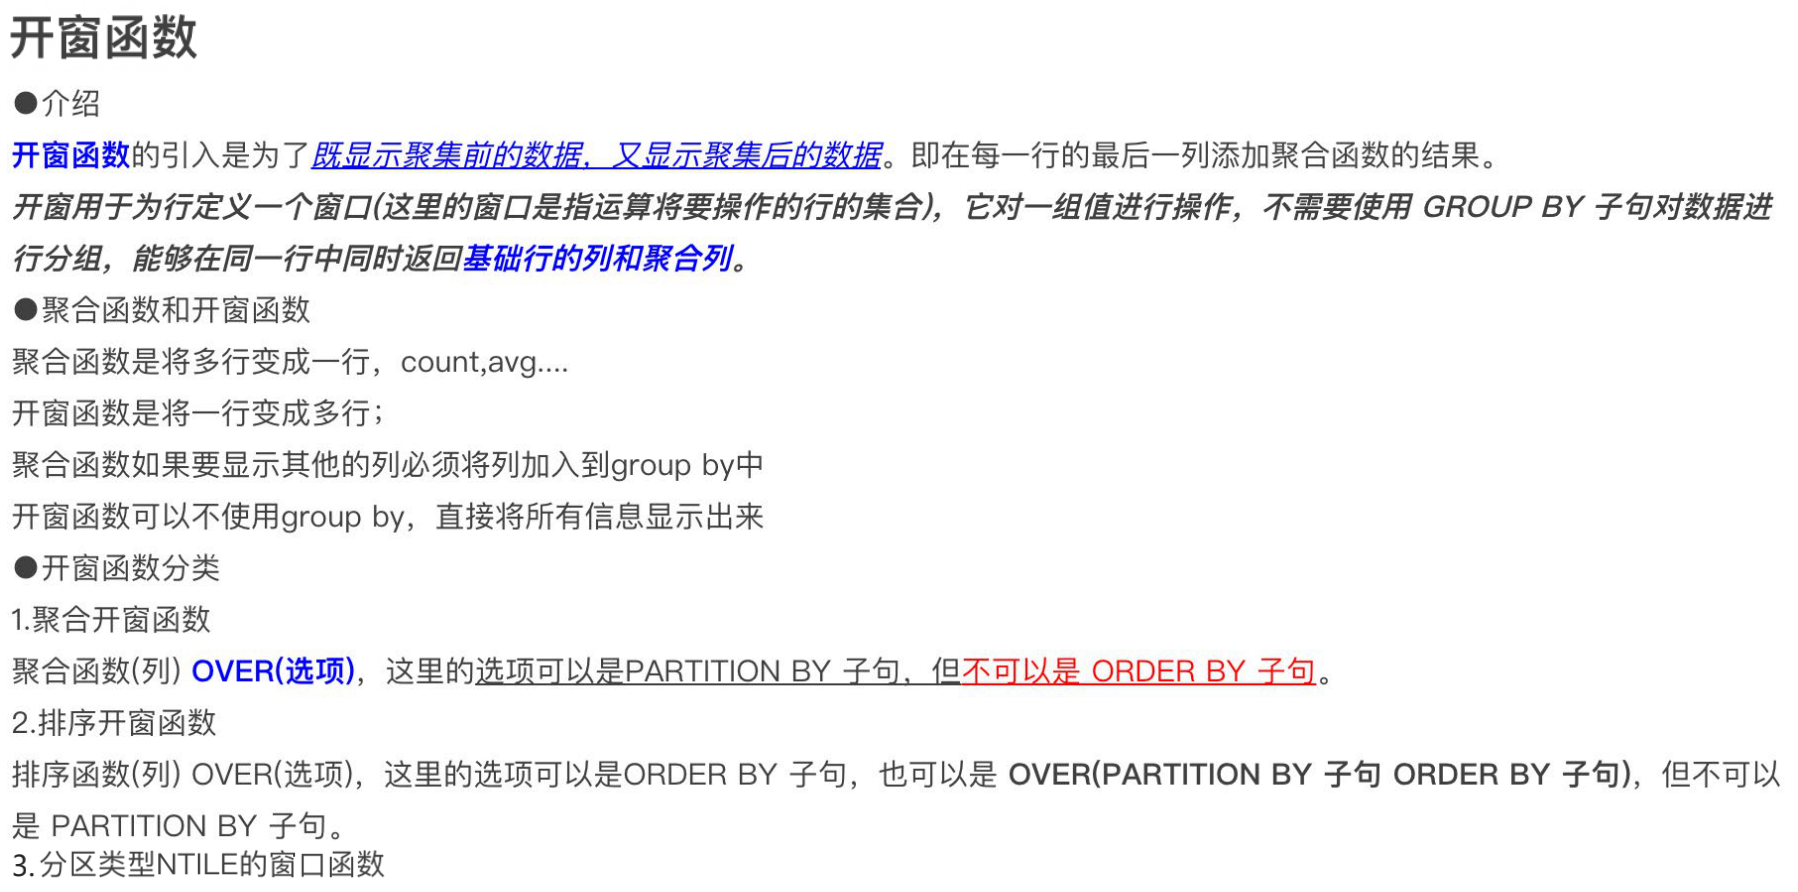 开窗函数
●介绍
开窗函数的引入是为了既显示聚集前的数据，又显示聚集后的数据。即在每一行的最后一列添加聚合函数的结果。
开窗用于为行定义一个窗口(这里的窗口是指运算将要操作的行的集合)，它对一组值进行操作，不需要使用 GROUP BY 子句对数据进
行分组，能够在同一行中同时返回基础行的列和聚合列。
●聚合函数和开窗函数
聚合函数是将多行变成一行，count,avg....
开窗函数是将一行变成多行；
聚合函数如果要显示其他的列必须将列加入到group by中
开窗函数可以不使用group by，直接将所有信息显示出来
●开窗函数分类
1.聚合开窗函数
聚合函数(列) OVER(选项)，这里的选项可以是PARTITION BY 子句，但不可以是 ORDER BY 子句。
2.排序开窗函数
排序函数(列) OVER(选项)，这里的选项可以是ORDER BY 子句，也可以是 OVER(PARTITION BY 子句 ORDER BY 子句)，但不可以
是 PARTITION BY 子句。
3.分区类型NTILE的窗口函数